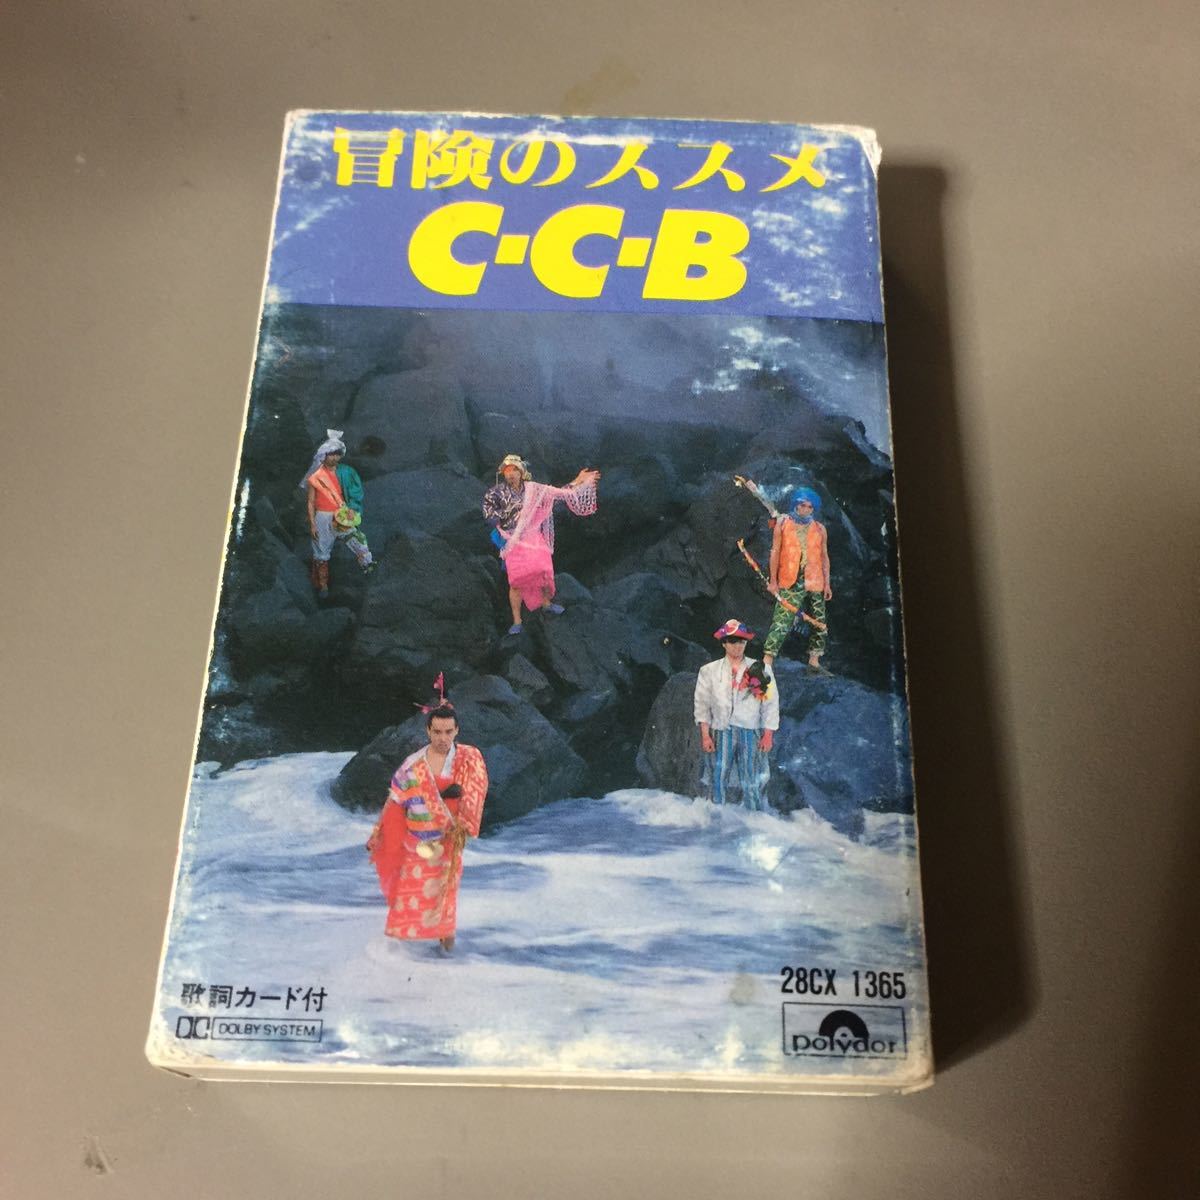 冒険のススメ
C-C-B
28CX 1365
歌詞カード付
DOLBY SYSTEM
polydor